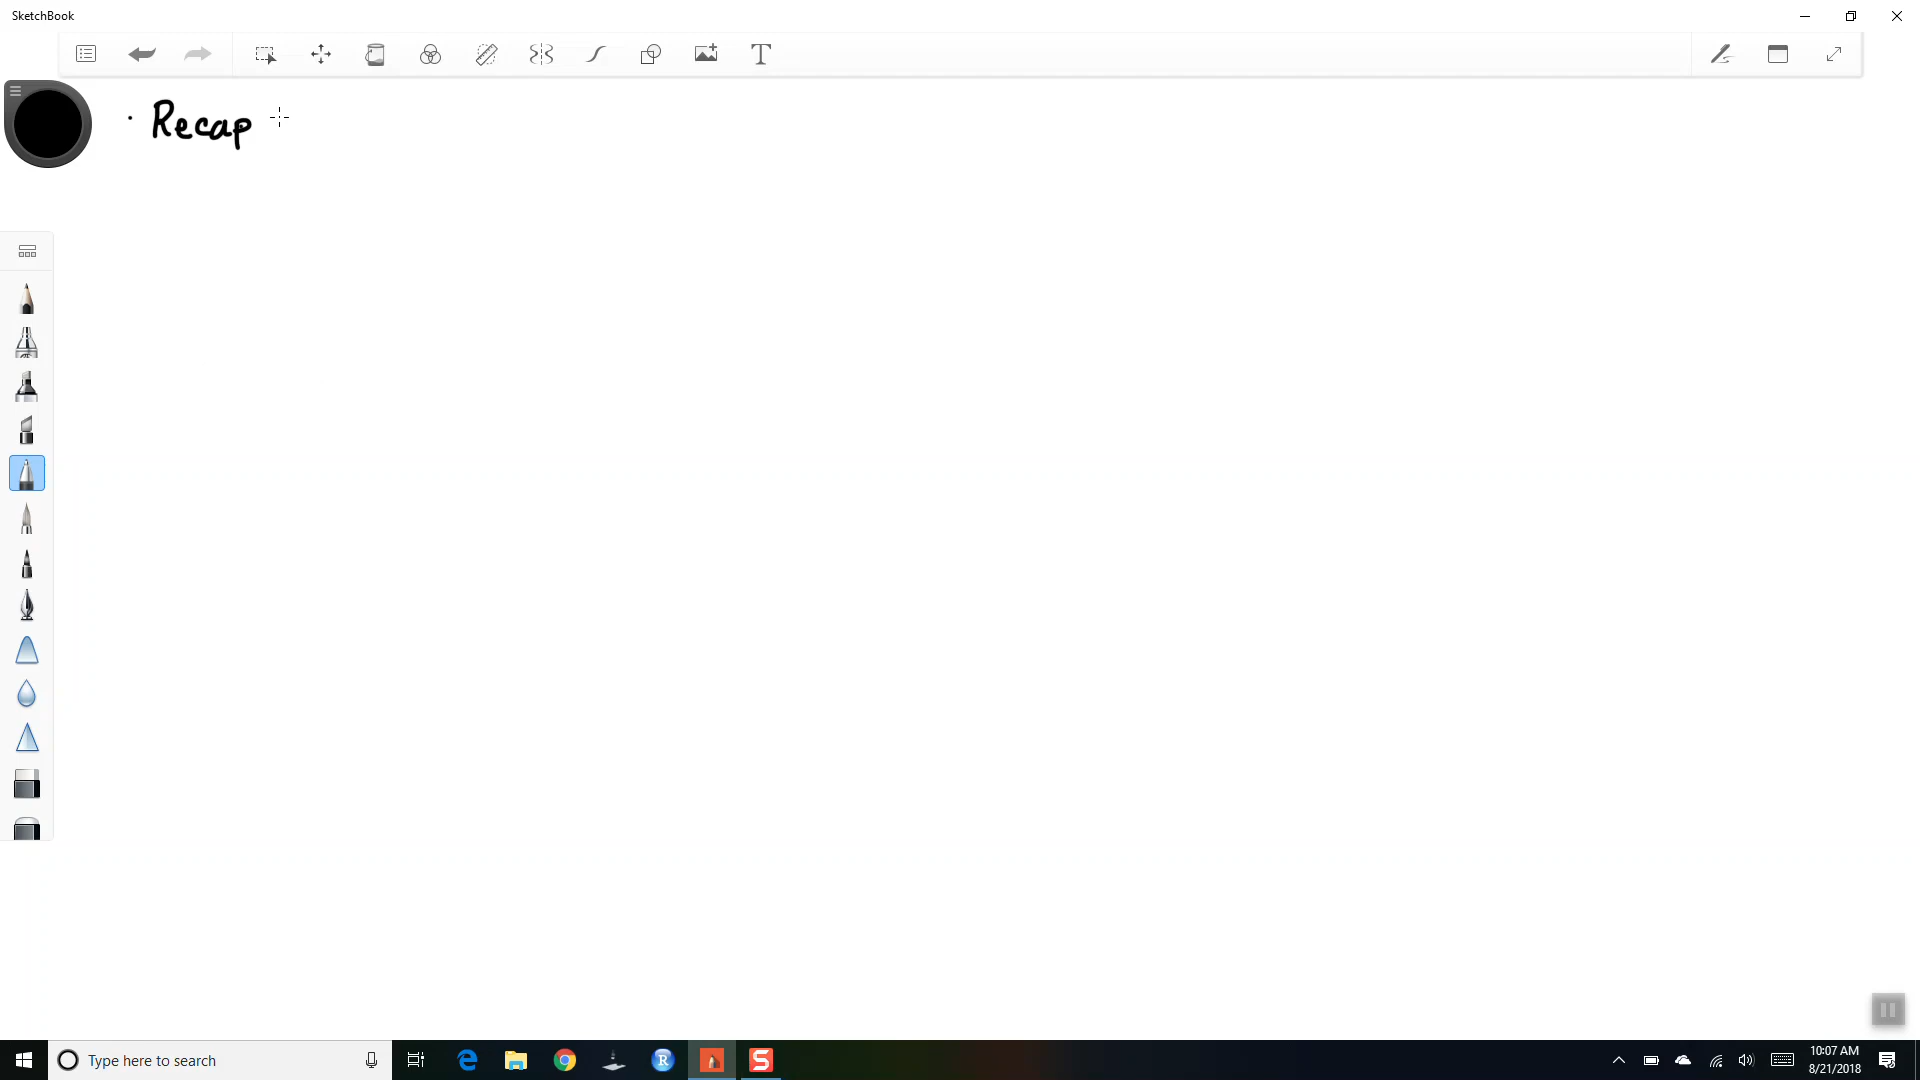 SketchBook
T
· Recap
Type here to search
R
S
10:07 AM
8/21/2018